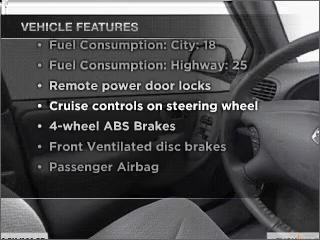 VEHICLE FEATURES
• Fuel Consumption: City: 18
• Fuel Consumption: Highway: 25
• Remote power door locks
• Cruise controls on steering wheel
• 4-wheel ABS Brakes
• Front Ventilated disc brakes
• Passenger Airbag